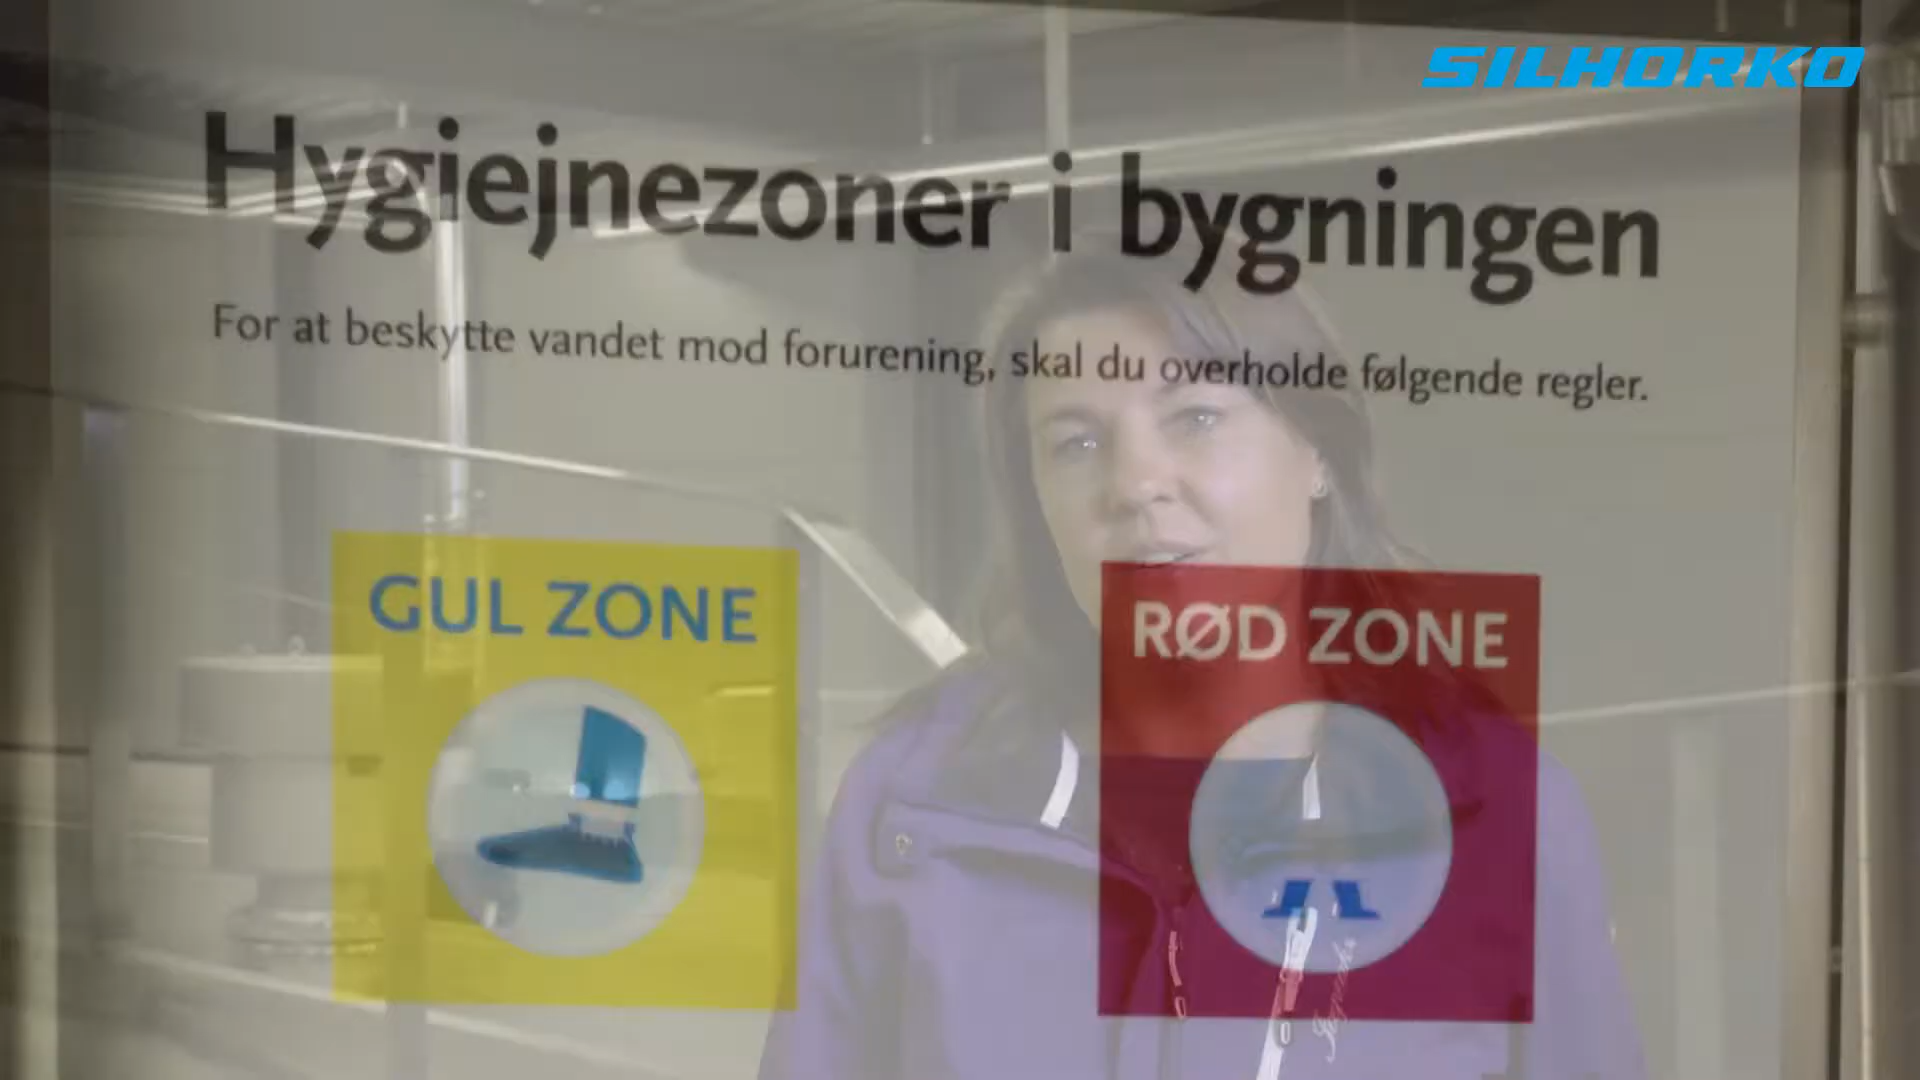 SILHORKO
Hygiejnezoner i bygningen
For at beskytte vandet mod forurening, skal du overholde følgende regler.
GUL ZONE
RØD ZONE